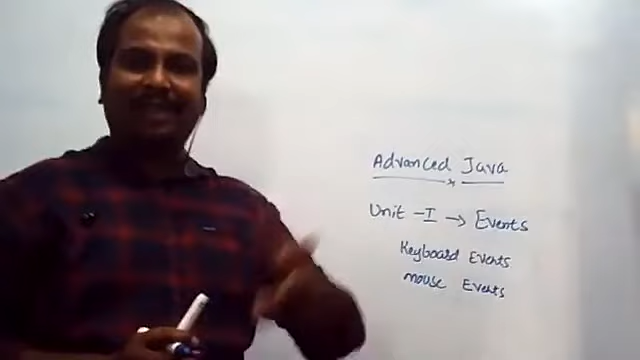 Advanced Java
Unit - I → Events
Keyboard Events
mouse Events